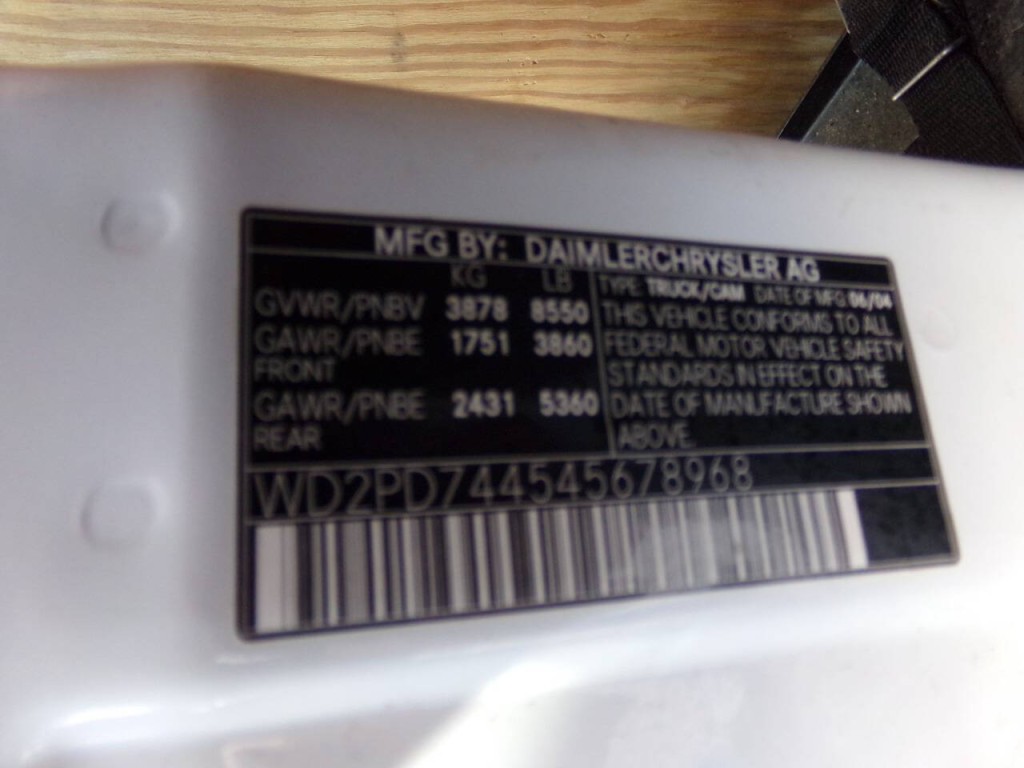 MFG BY: DAIMLERCHRYSLER AG
KG LB
GVWR/PNBV 3878 8550
GAWR/PNBE 1751 3860
FRONT
GAWR/PNBE 2431 5360
REAR
TYPE: TRUCK/CAM DATE OF MFG 06/04
THIS VEHICLE CONFORMS TO ALL
FEDERAL MOTOR VEHICLE SAFETY
STANDARDS IN EFFECT ON THE
DATE OF MANUFACTURE SHOWN
ABOVE.
WD2PD744545678968